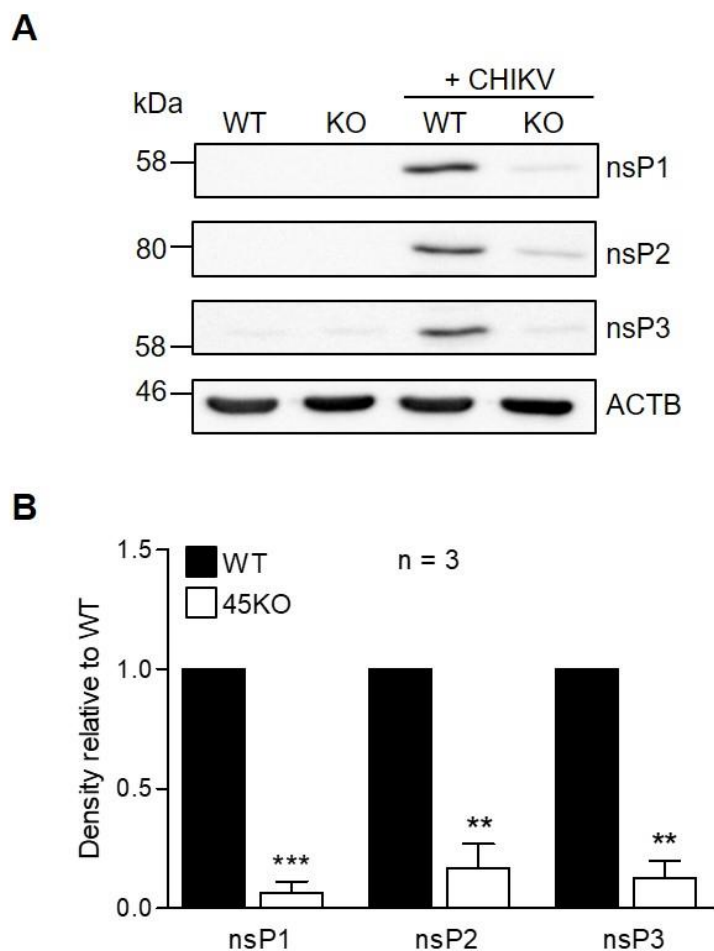 A
+ CHIKV
kDa
WT KO WT KO
58 nsP1
80 nsP2
58 nsP3
46 ACTB
B
1.5
WT n = 3
45KO
1.0
Density relative to WT
0.5
*** ** **
0.0
nsP1 nsP2 nsP3